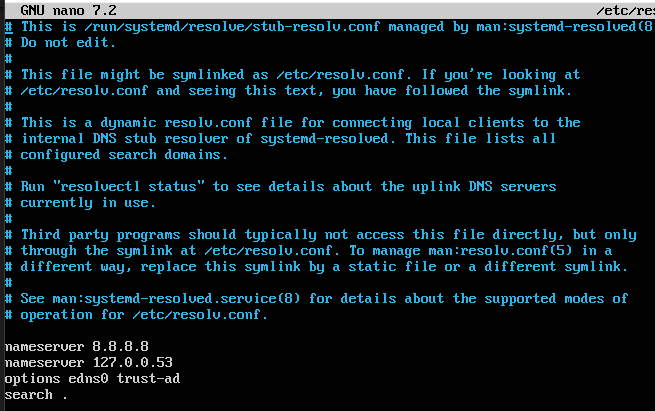 GNU nano 7.2 /etc/res
# This is /run/systemd/resolve/stub-resolv.conf managed by man:systemd-resolved(8
# Do not edit.
#
# This file might be symlinked as /etc/resolv.conf. If you're looking at
# /etc/resolv.conf and seeing this text, you have followed the symlink.
#
# This is a dynamic resolv.conf file for connecting local clients to the
# internal DNS stub resolver of systemd-resolved. This file lists all
# configured search domains.
#
# Run "resolvectl status" to see details about the uplink DNS servers
# currently in use.
#
# Third party programs should typically not access this file directly, but only
# through the symlink at /etc/resolv.conf. To manage man:resolv.conf(5) in a
# different way, replace this symlink by a static file or a different symlink.
#
# See man:systemd-resolved.service(8) for details about the supported modes of
# operation for /etc/resolv.conf.
nameserver 8.8.8.8
nameserver 127.0.0.53
options edns0 trust-ad
search .